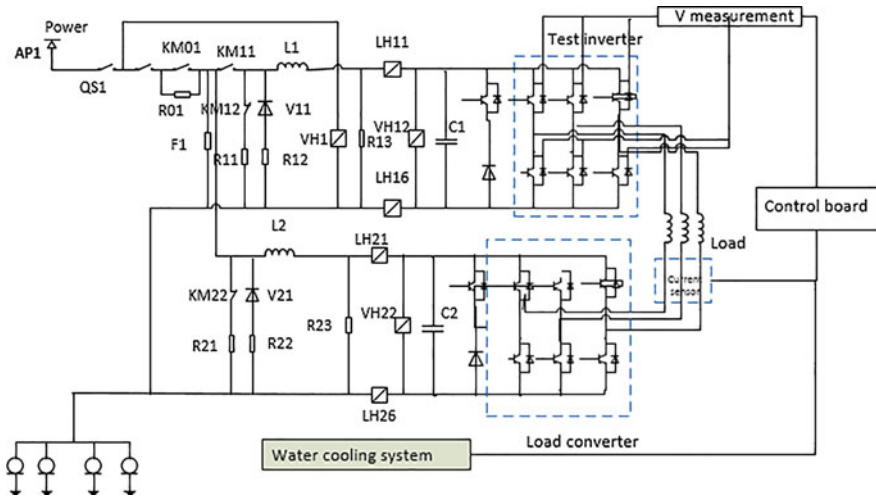 Power
AP1
QS1
KM01
R01
KM11
L1
LH11
Test inverter
V measurement
KM12
V11
F1
R11
R12
VH1
R13
VH12
C1
LH16
Control board
L2
LH21
Load
Current
sensor
KM22
V21
R23
VH22
C2
R21
R22
LH26
Load converter
Water cooling system